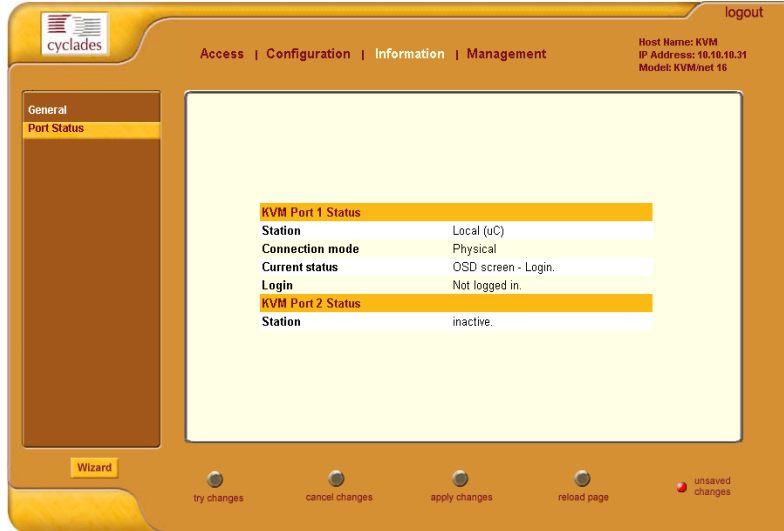 logout
cyclades
Access | Configuration | Information | Management
Host Name: KVM
IP Address: 10.10.10.31
Model: KVM/net 16
General
Port Status
KVM Port 1 Status
Station Local (uC)
Connection mode Physical
Current status OSD screen - Login.
Login Not logged in.
KVM Port 2 Status
Station inactive.
Wizard
try changes
cancel changes
apply changes
reload page
unsaved
changes